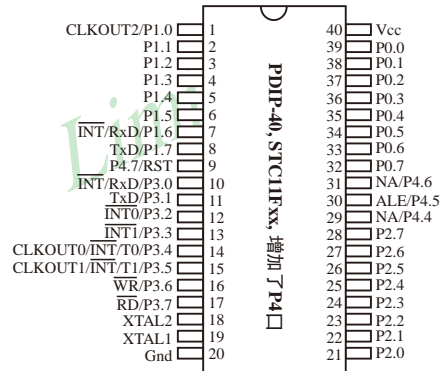 CLKOUT2/P1.0 1 40 Vcc
P1.1 2 39 P0.0
P1.2 3 38 P0.1
P1.3 4 37 P0.2
P1.4 5 36 P0.3
P1.5 6 35 P0.4
INT/RxD/P1.6 7 34 P0.5
TxD/P1.7 8 33 P0.6
P4.7/RST 9 32 P0.7
INT/RxD/P3.0 10 31 NA/P4.6
TxD/P3.1 11 30 ALE/P4.5
INT0/P3.2 12 29 NA/P4.4
INT1/P3.3 13 28 P2.7
CLKOUT0/INT/T0/P3.4 14 27 P2.6
CLKOUT1/INT/T1/P3.5 15 26 P2.5
WR/P3.6 16 25 P2.4
RD/P3.7 17 24 P2.3
XTAL2 18 23 P2.2
XTAL1 19 22 P2.1
Gnd 20 21 P2.0
PDIP-40, STC11Fxx, 增加了P4口